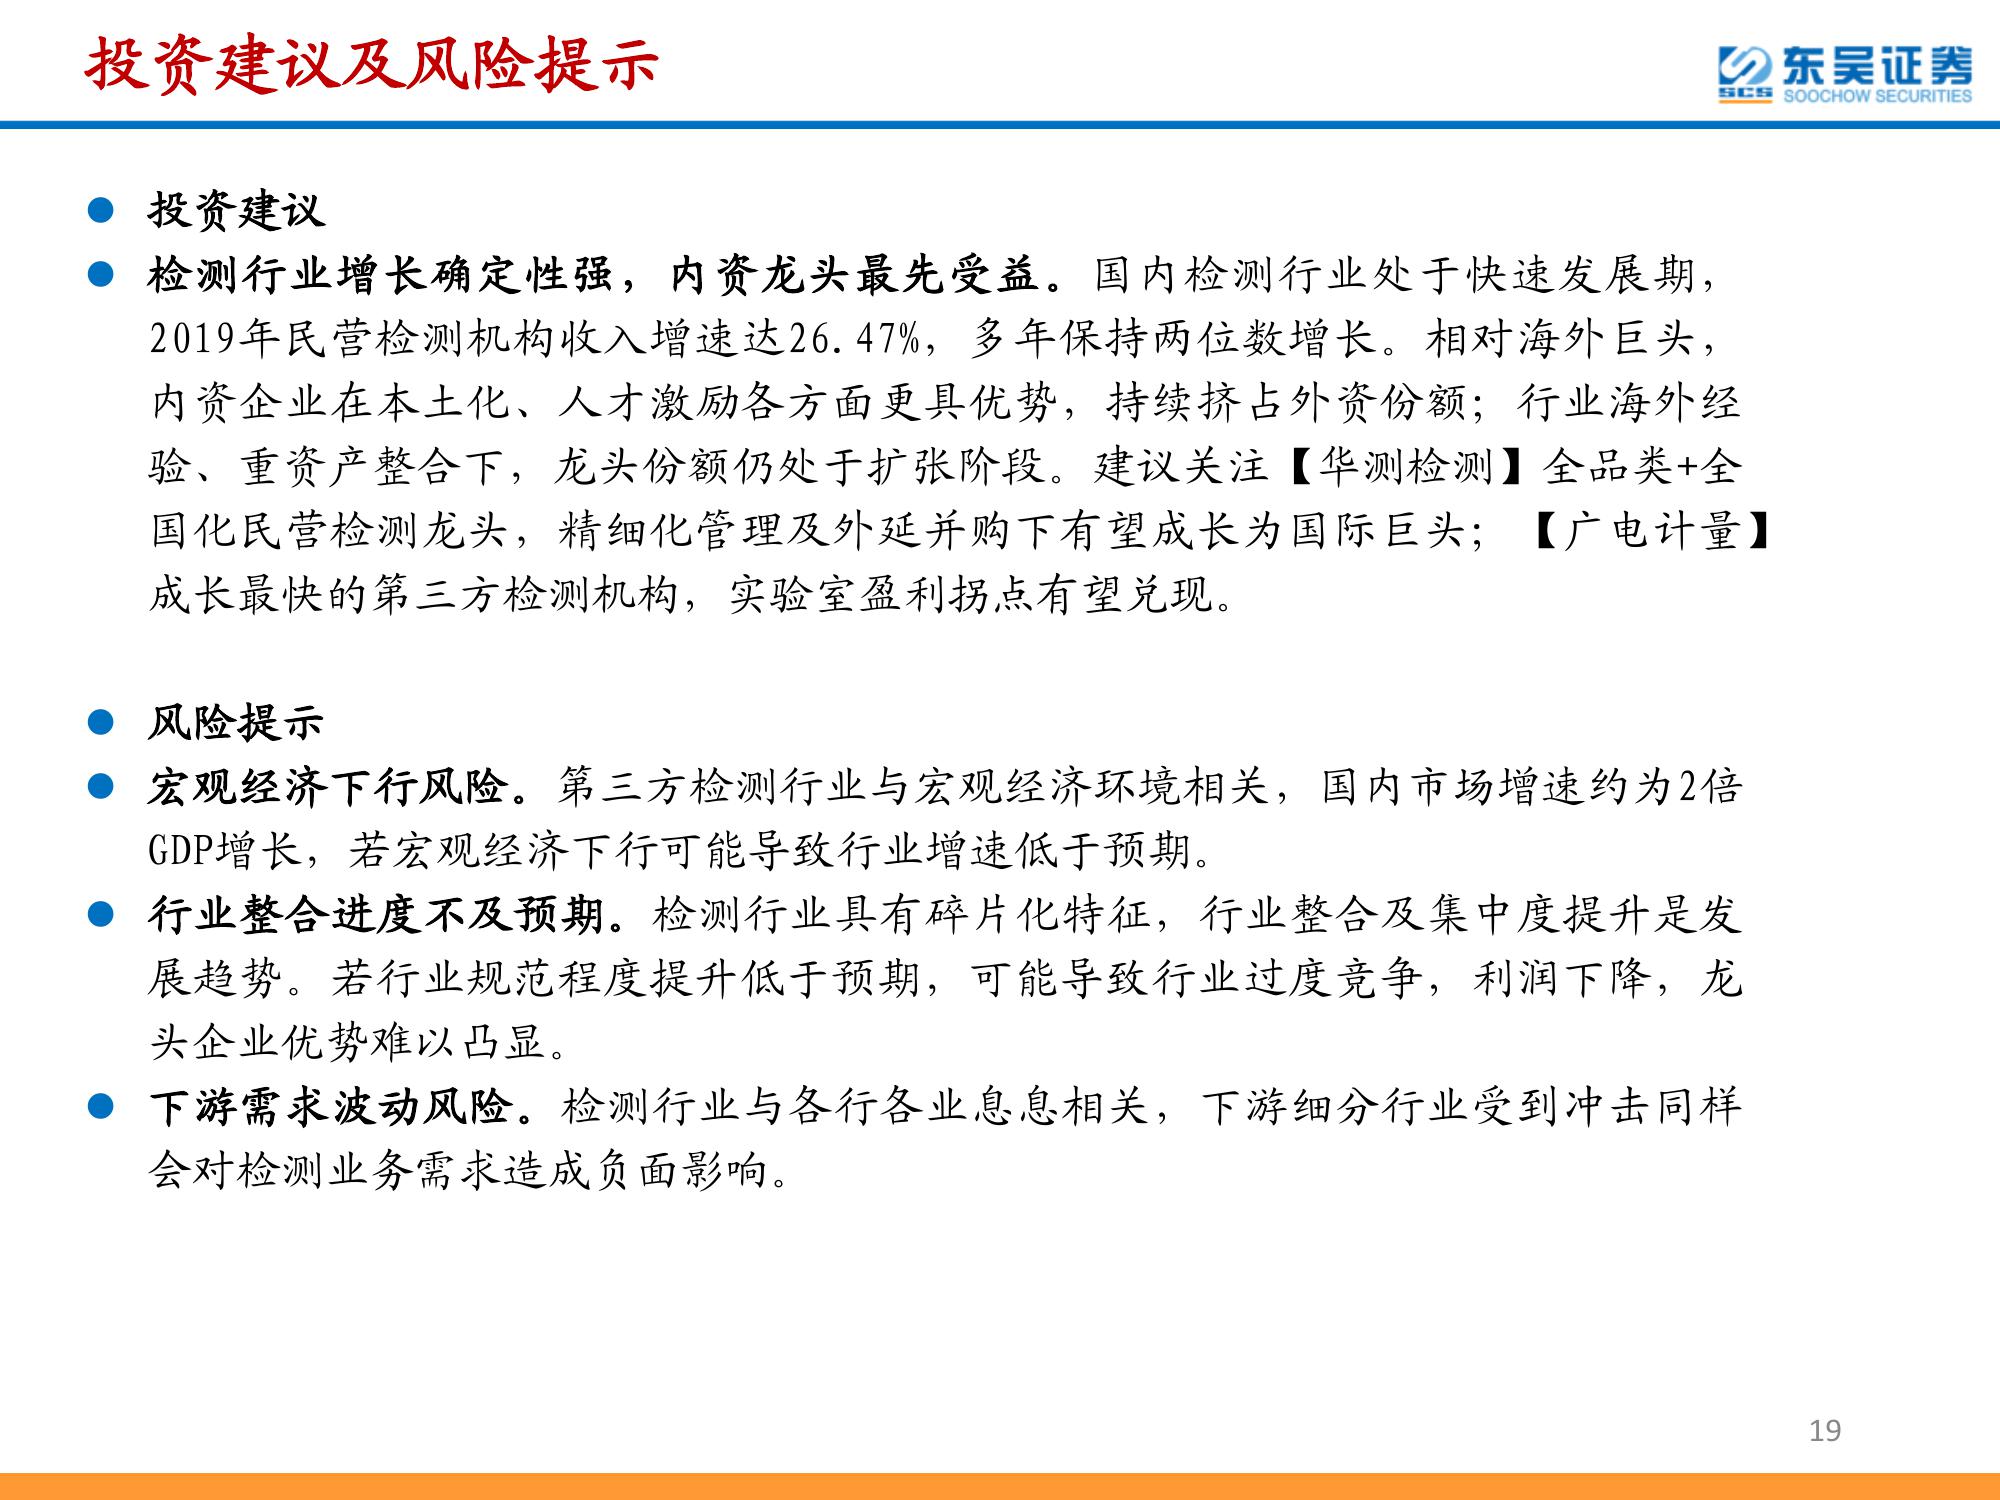 投资建议及风险提示
东吴证券
SCS SOOCHOW SECURITIES
● 投资建议
● 检测行业增长确定性强，内资龙头最先受益。国内检测行业处于快速发展期，
2019年民营检测机构收入增速达26.47%，多年保持两位数增长。相对海外巨头，
内资企业在本土化、人才激励各方面更具优势，持续挤占外资份额；行业海外经
验、重资产整合下，龙头份额仍处于扩张阶段。建议关注【华测检测】全品类+全
国化民营检测龙头，精细化管理及外延并购下有望成长为国际巨头；【广电计量】
成长最快的第三方检测机构，实验室盈利拐点有望兑现。
● 风险提示
● 宏观经济下行风险。第三方检测行业与宏观经济环境相关，国内市场增速约为2倍
GDP增长，若宏观经济下行可能导致行业增速低于预期。
● 行业整合进度不及预期。检测行业具有碎片化特征，行业整合及集中度提升是发
展趋势。若行业规范程度提升低于预期，可能导致行业过度竞争，利润下降，龙
头企业优势难以凸显。
● 下游需求波动风险。检测行业与各行各业息息相关，下游细分行业受到冲击同样
会对检测业务需求造成负面影响。
19